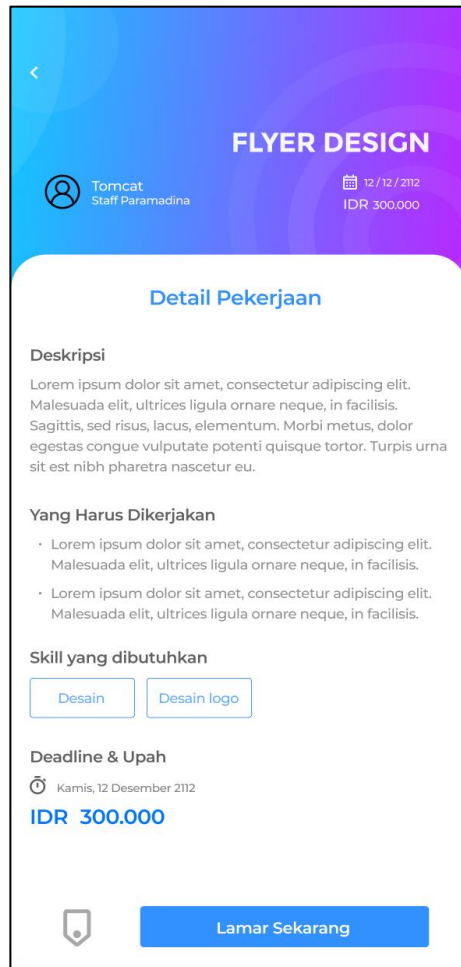 FLYER DESIGN
Tomcat
Staff Paramadina
12 / 12 / 2112
IDR 300.000
Detail Pekerjaan
Deskripsi
Lorem ipsum dolor sit amet, consectetur adipiscing elit.
Malesuada elit, ultrices ligula ornare neque, in facilisis.
Sagittis, sed risus, lacus, elementum. Morbi metus, dolor
egestas congue vulputate potenti quisque tortor. Turpis urna
sit est nibh pharetra nascetur eu.
Yang Harus Dikerjakan
· Lorem ipsum dolor sit amet, consectetur adipiscing elit.
Malesuada elit, ultrices ligula ornare neque, in facilisis.
· Lorem ipsum dolor sit amet, consectetur adipiscing elit.
Malesuada elit, ultrices ligula ornare neque, in facilisis.
Skill yang dibutuhkan
Desain
Desain logo
Deadline & Upah
Kamis, 12 Desember 2112
IDR 300.000
Lamar Sekarang